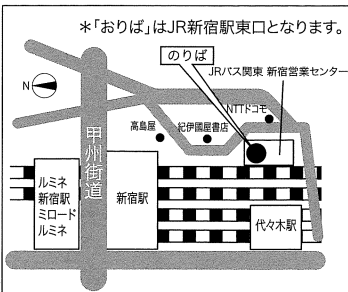 ＊「おりば」はJR新宿駅東口となります。
のりば
JRバス関東 新宿営業センター
N
NTTドコモ
高島屋
紀伊國屋書店
甲州街道
ルミネ
新宿駅
ミロード
ルミネ
新宿駅
代々木駅